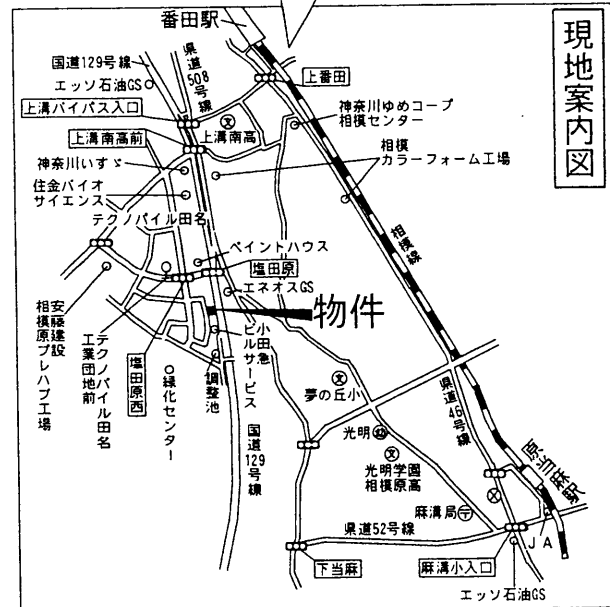 現地案内図
番田駅
国道129号線
県道508号線
エッソ石油GS
上番田
上溝バイパス入口
神奈川ゆめコープ
相模センター
上溝南高前
文
上溝南高
神奈川いすゞ
相模
カラーフォーム工場
住金バイオ
サイエンス
テクノパイル田名
相模線
ペイントハウス
塩田原
エネオスGS
物件
安藤建設
相模原プレハブ工場
テクノパイル田名
工業団地前
塩田原西
緑化センター
小田急
ビルサービス
調整池
国道129号線
文
夢の丘小
県道46号線
光明
幼
文
光明学園
相模原高
原当麻駅
麻溝局
〒
県道52号線
JA
下当麻
麻溝小入口
エッソ石油GS